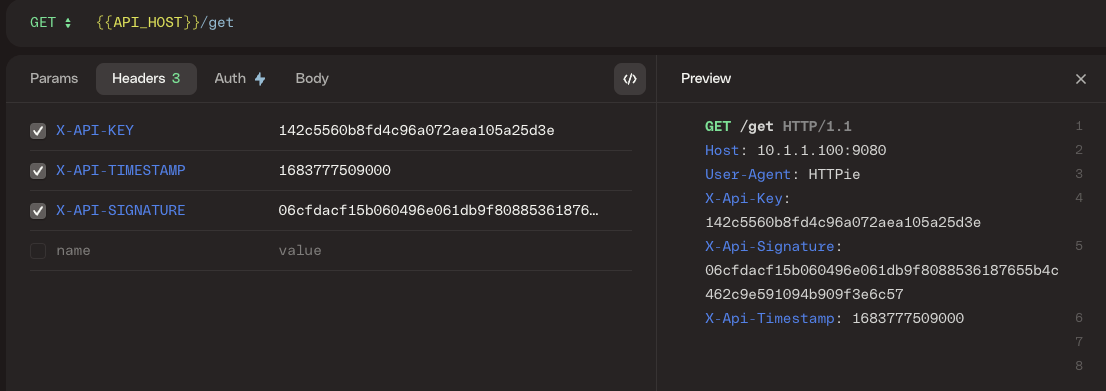 GET {{API_HOST}}/get
Params Headers 3 Auth Body </> Preview
X-API-KEY 142c5560b8fd4c96a072aea105a25d3e
X-API-TIMESTAMP 1683777509000
X-API-SIGNATURE 06cfdacf15b060496e061db9f80885361876…
name value
GET /get HTTP/1.1 1
Host: 10.1.1.100:9080 2
User-Agent: HTTPie 3
X-Api-Key: 4
142c5560b8fd4c96a072aea105a25d3e
X-Api-Signature: 5
06cfdacf15b060496e061db9f8088536187655b4c
462c9e591094b909f3e6c57
X-Api-Timestamp: 1683777509000 6
7
8